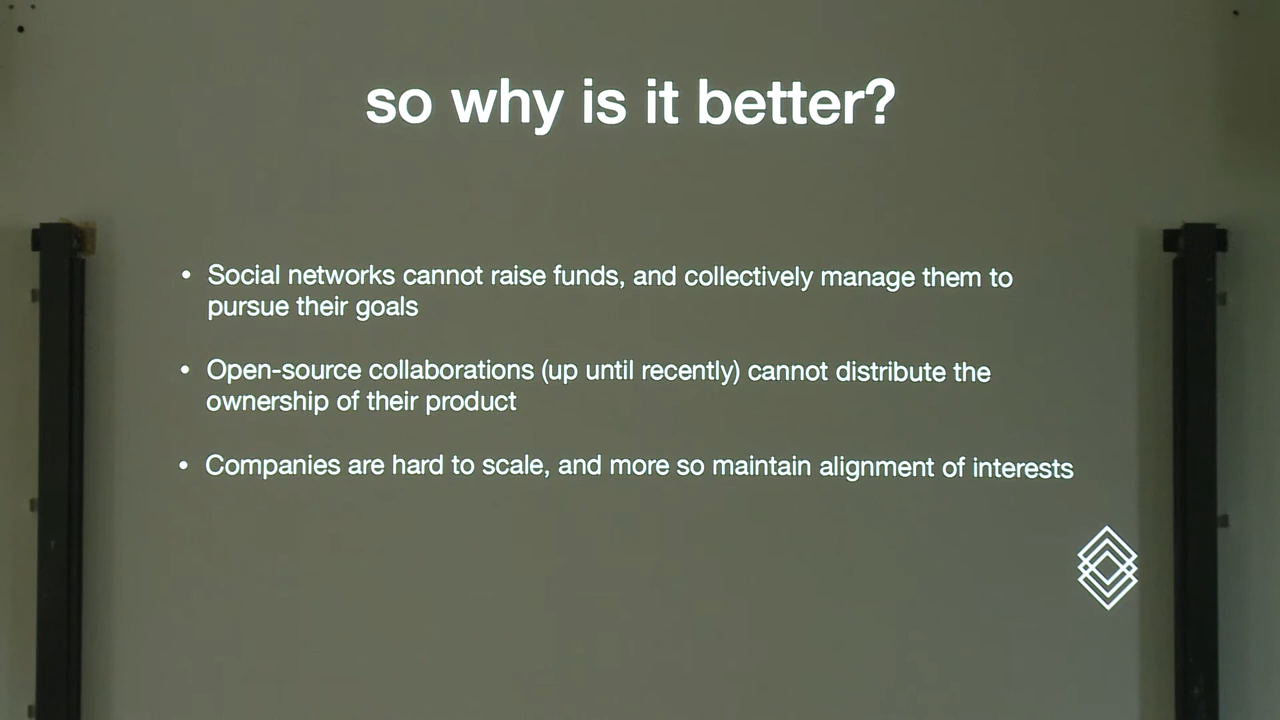 so why is it better?
• Social networks cannot raise funds, and collectively manage them to
pursue their goals
• Open-source collaborations (up until recently) cannot distribute the
ownership of their product
• Companies are hard to scale, and more so maintain alignment of interests